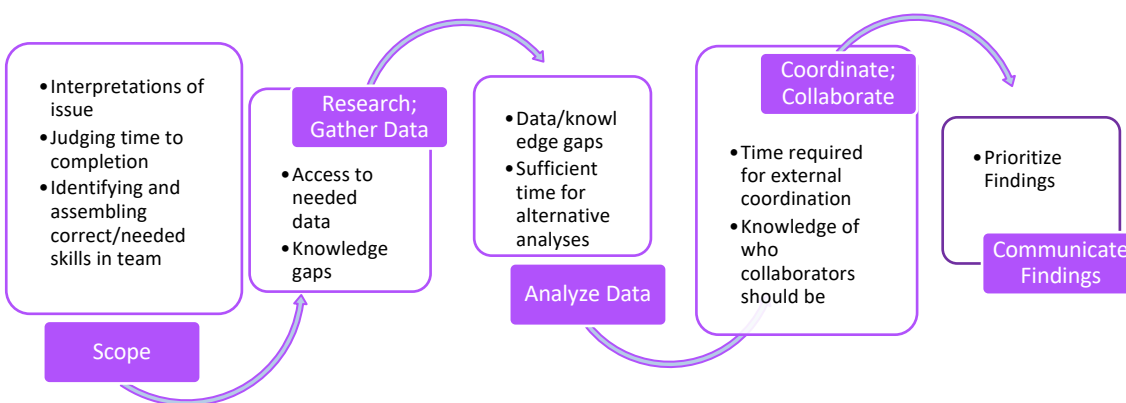 •Interpretations of
issue
•Judging time to
completion
•Identifying and
assembling
correct/needed
skills in team
Scope
Research;
Gather Data
•Access to
needed
data
•Knowledge
gaps
•Data/knowl
edge gaps
•Sufficient
time for
alternative
analyses
Analyze Data
Coordinate;
Collaborate
•Time required
for external
coordination
•Knowledge of
who
collaborators
should be
•Prioritize
Findings
Communicate
Findings